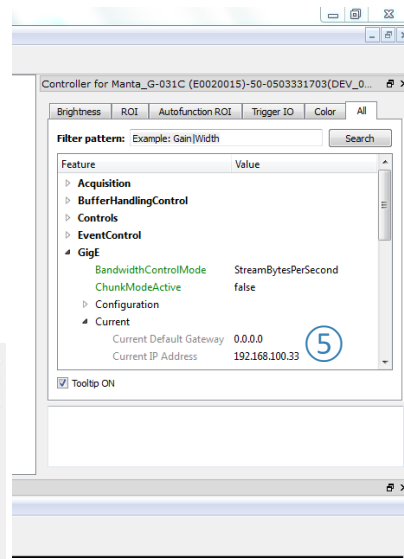 Controller for Manta_G-031C (E0020015)-50-0503331703(DEV_0...
Brightness ROI Autofunction ROI Trigger IO Color All
Filter pattern: Example: Gain|Width Search
Feature Value
Acquisition
BufferHandlingControl
Controls
EventControl
GigE
BandwidthControlMode StreamBytesPerSecond
ChunkModeActive false
Configuration
Current
Current Default Gateway 0.0.0.0
Current IP Address 192.168.100.33
5
Tooltip ON